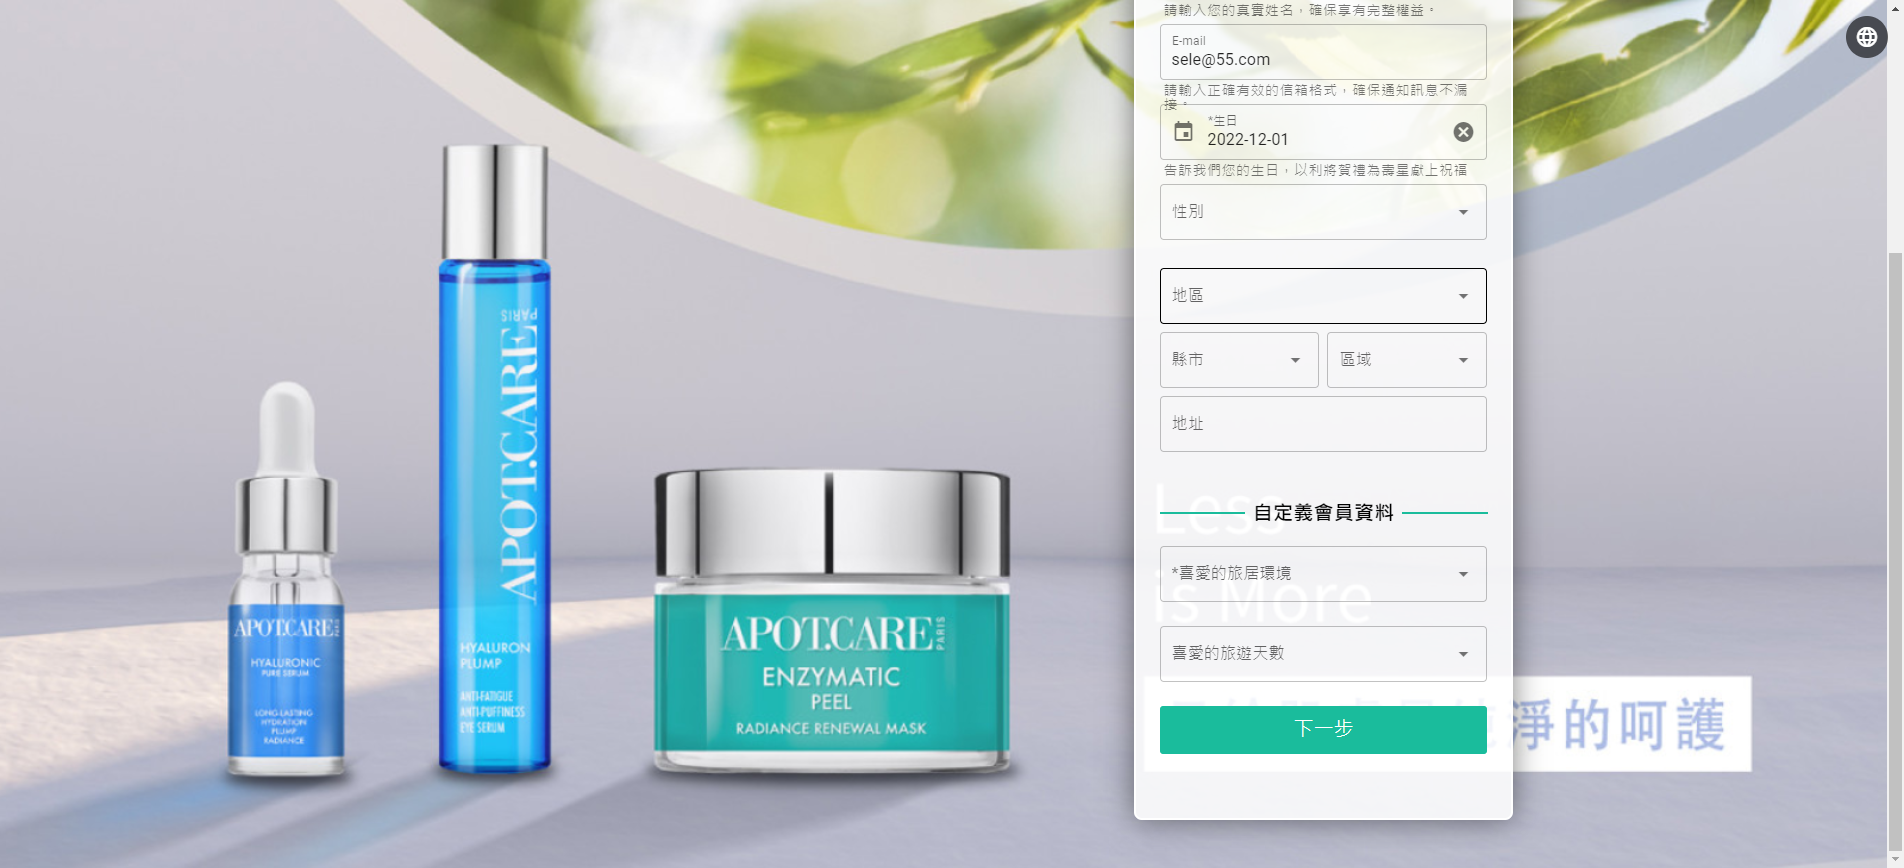 請輸入您的真實姓名，確保享有完整權益。
E-mail
sele@55.com
請輸入正確有效的信箱格式，確保通知訊息不漏
接。
*生日
2022-12-01
告訴我們您的生日，以利將賀禮為壽星獻上祝福
性別
地區
縣市
區域
地址
Less
自定義會員資料
*喜愛的旅居環境
is More
喜愛的旅遊天數
淨的呵護
下一步
APOT.CARE
PARIS
HYALURONIC
PURE SERUM
LONG-LASTING
HYDRATION
PLUMP
RADIANCE
APOT.CARE
PARIS
HYALURON
PLUMP
ANTI-FATIGUE
ANTI-PUFFINESS
EYE SERUM
APOT.CARE
PARIS
ENZYMATIC
PEEL
RADIANCE RENEWAL MASK